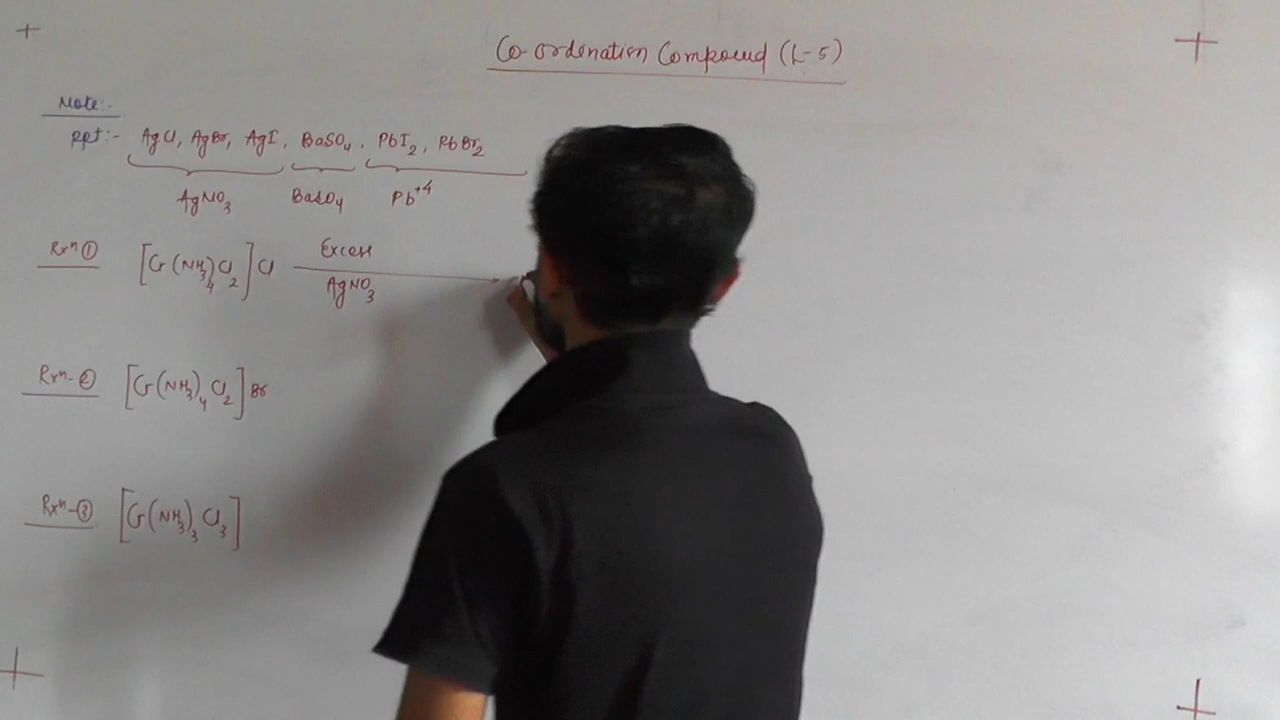 Co-ordination Compound (L-5)
Note:-
ppt:- AgCl, AgBr, AgI, BaSO4, PbI2, PbBr2
AgNO3 BaSO4 Pb+4
Rxn ① [Cr(NH3)4Cl2]Cl Excess AgNO3
Rxn-② [Cr(NH3)4Cl2]Br
Rxn-③ [Cr(NH3)3Cl3]